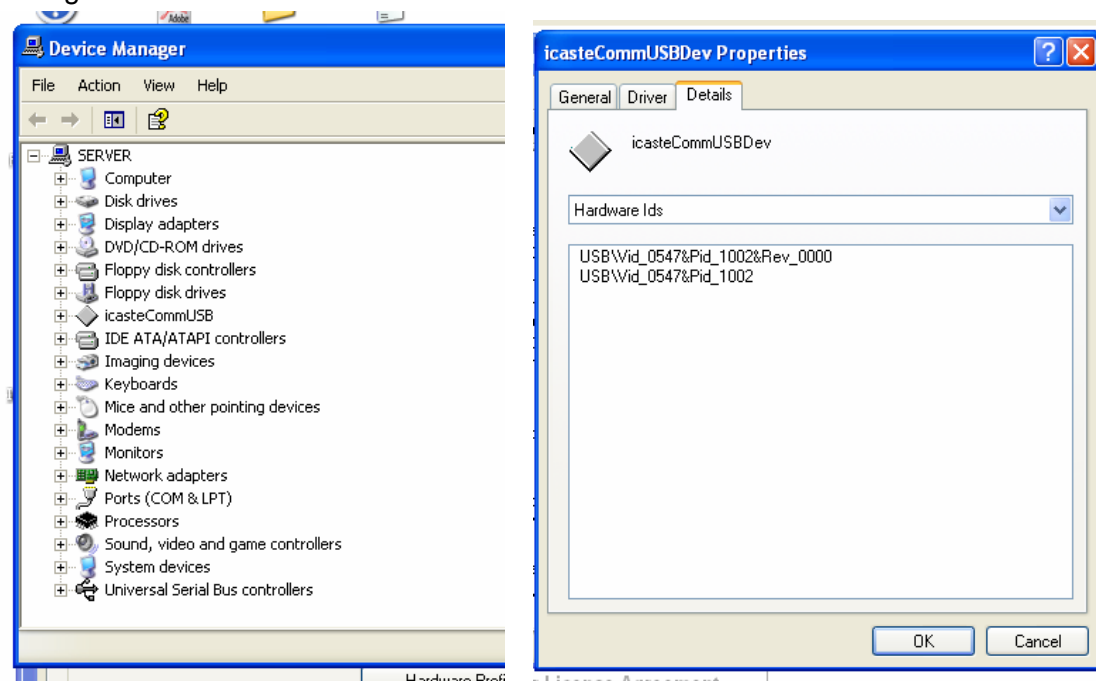 Adobe
Device Manager
File Action View Help
SERVER
Computer
Disk drives
Display adapters
DVD/CD-ROM drives
Floppy disk controllers
Floppy disk drives
icasteCommUSB
IDE ATA/ATAPI controllers
Imaging devices
Keyboards
Mice and other pointing devices
Modems
Monitors
Network adapters
Ports (COM & LPT)
Processors
Sound, video and game controllers
System devices
Universal Serial Bus controllers
icasteCommUSBDev Properties
General Driver Details
icasteCommUSBDev
Hardware Ids
USB\Vid_0547&Pid_1002&Rev_0000
USB\Vid_0547&Pid_1002
OK Cancel